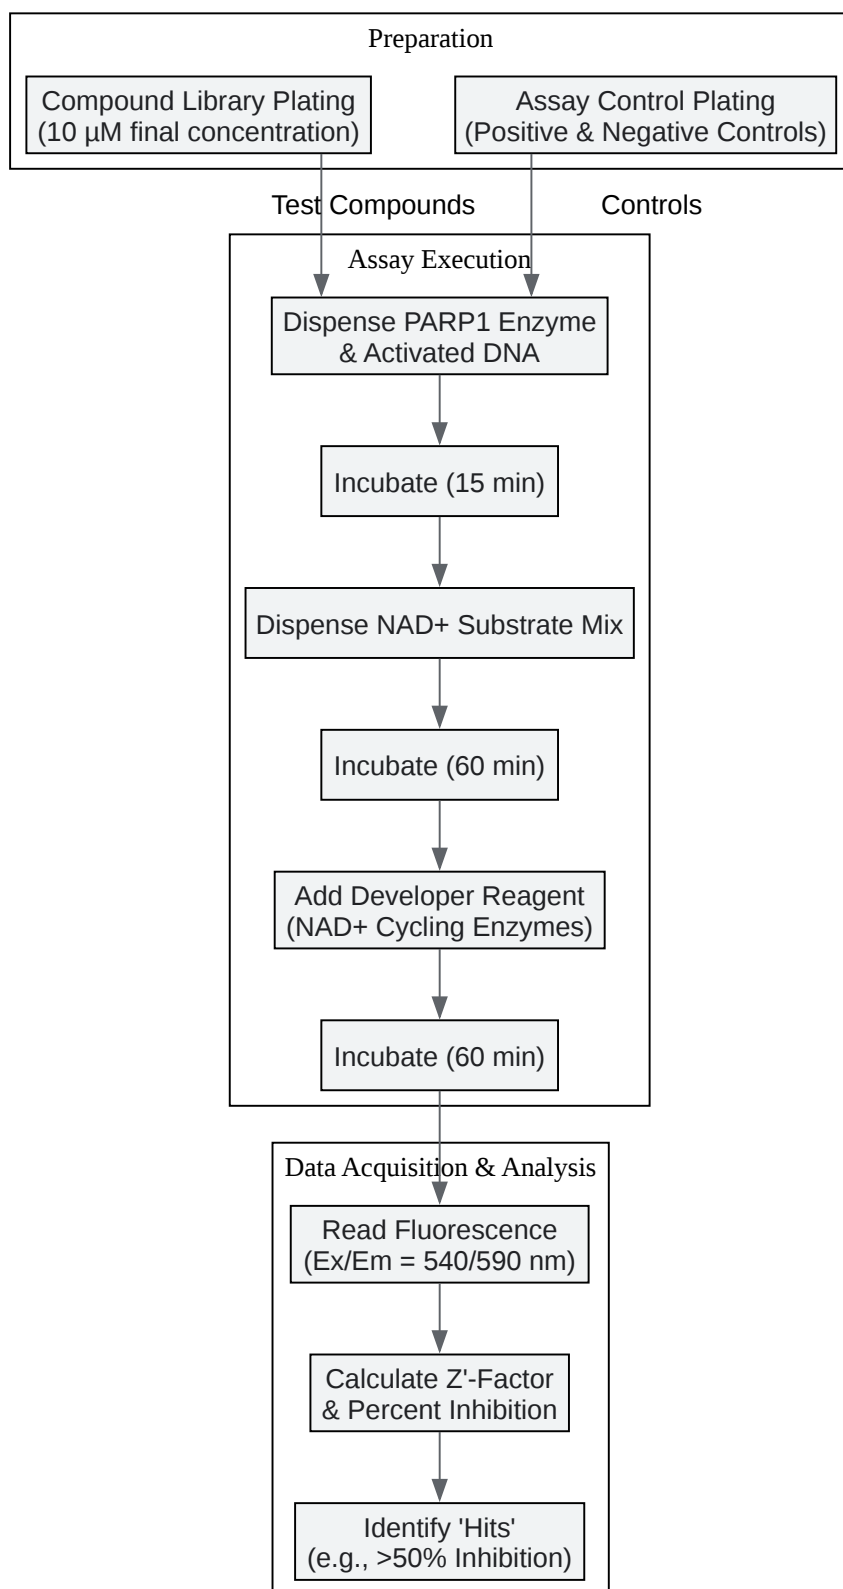 Preparation
Compound Library Plating
(10 µM final concentration)
Assay Control Plating
(Positive & Negative Controls)
Test Compounds
Controls
Assay Execution
Dispense PARP1 Enzyme
& Activated DNA
Incubate (15 min)
Dispense NAD+ Substrate Mix
Incubate (60 min)
Add Developer Reagent
(NAD+ Cycling Enzymes)
Incubate (60 min)
Data Acquisition & Analysis
Read Fluorescence
(Ex/Em = 540/590 nm)
Calculate Z'-Factor
& Percent Inhibition
Identify 'Hits'
(e.g., >50% Inhibition)